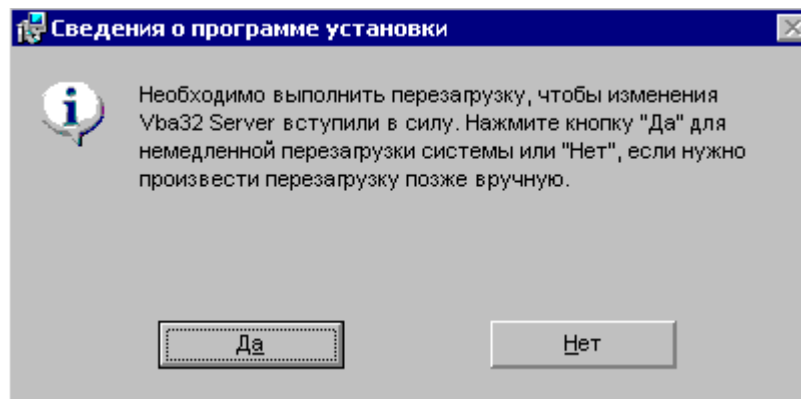 Сведения о программе установки
Необходимо выполнить перезагрузку, чтобы изменения
Vba32 Server вступили в силу. Нажмите кнопку "Да" для
немедленной перезагрузки системы или "Нет", если нужно
произвести перезагрузку позже вручную.
Да
Нет